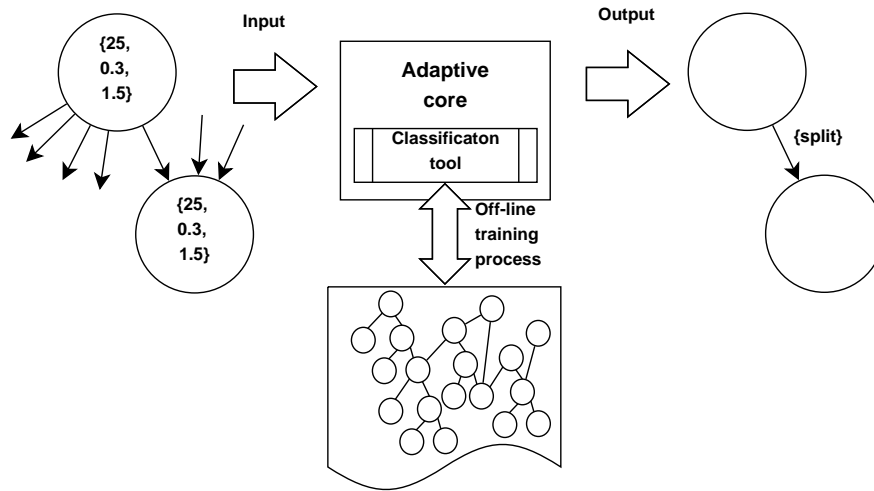 {25,
0.3,
1.5}
Input
Adaptive
core
Classificaton
tool
Output
{split}
{25,
0.3,
1.5}
Off-line
training
process